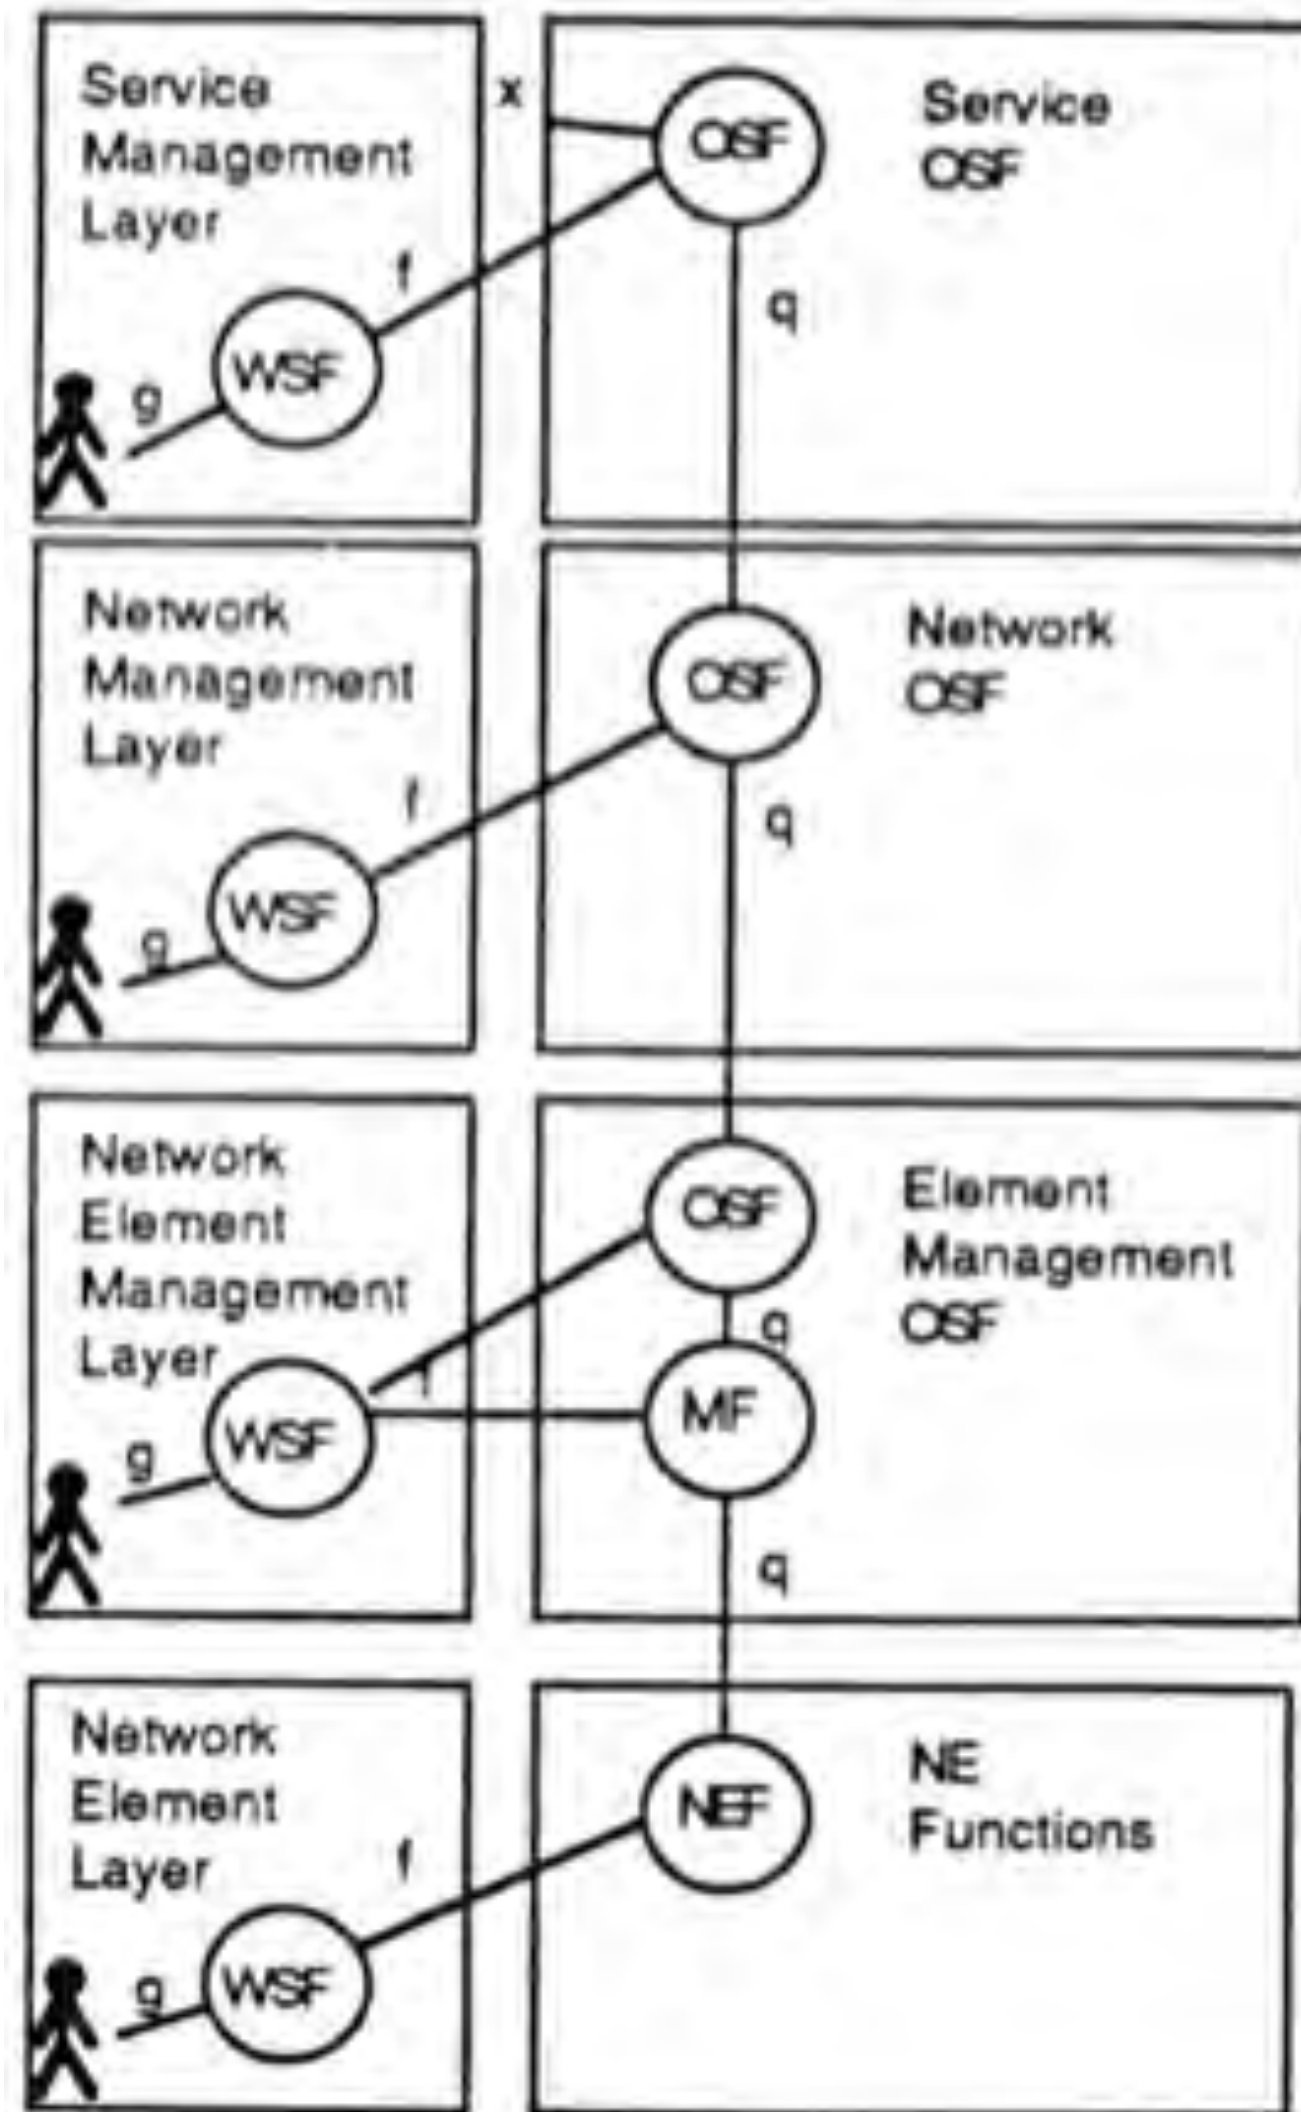 Service
Management
Layer
x
OSF
Service
OSF
f
q
WSF
g
Network
Management
Layer
OSF
Network
OSF
f
q
WSF
g
Network
Element
Management
Layer
OSF
Element
Management
OSF
q
f
MF
WSF
g
q
Network
Element
Layer
NEF
NE
Functions
f
WSF
g